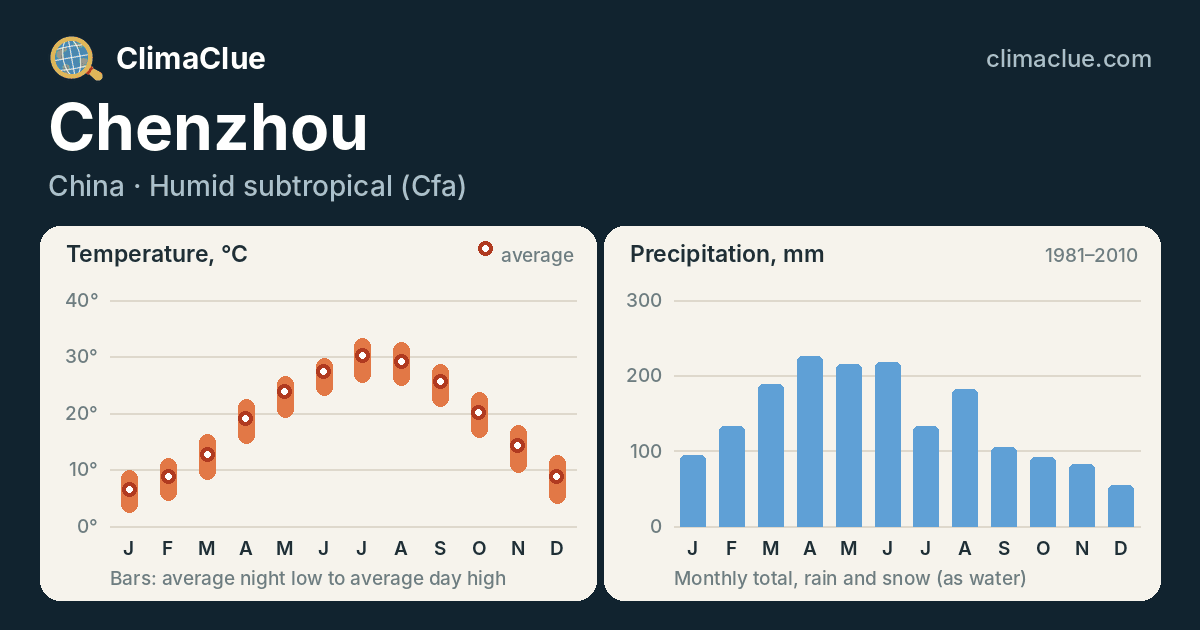 ClimaClue
climaclue.com
Chenzhou
China · Humid subtropical (Cfa)
Temperature, °C
average
40°
30°
20°
10°
0°
J F M A M J J A S O N D
Bars: average night low to average day high
Precipitation, mm
1981–2010
300
200
100
0
J F M A M J J A S O N D
Monthly total, rain and snow (as water)